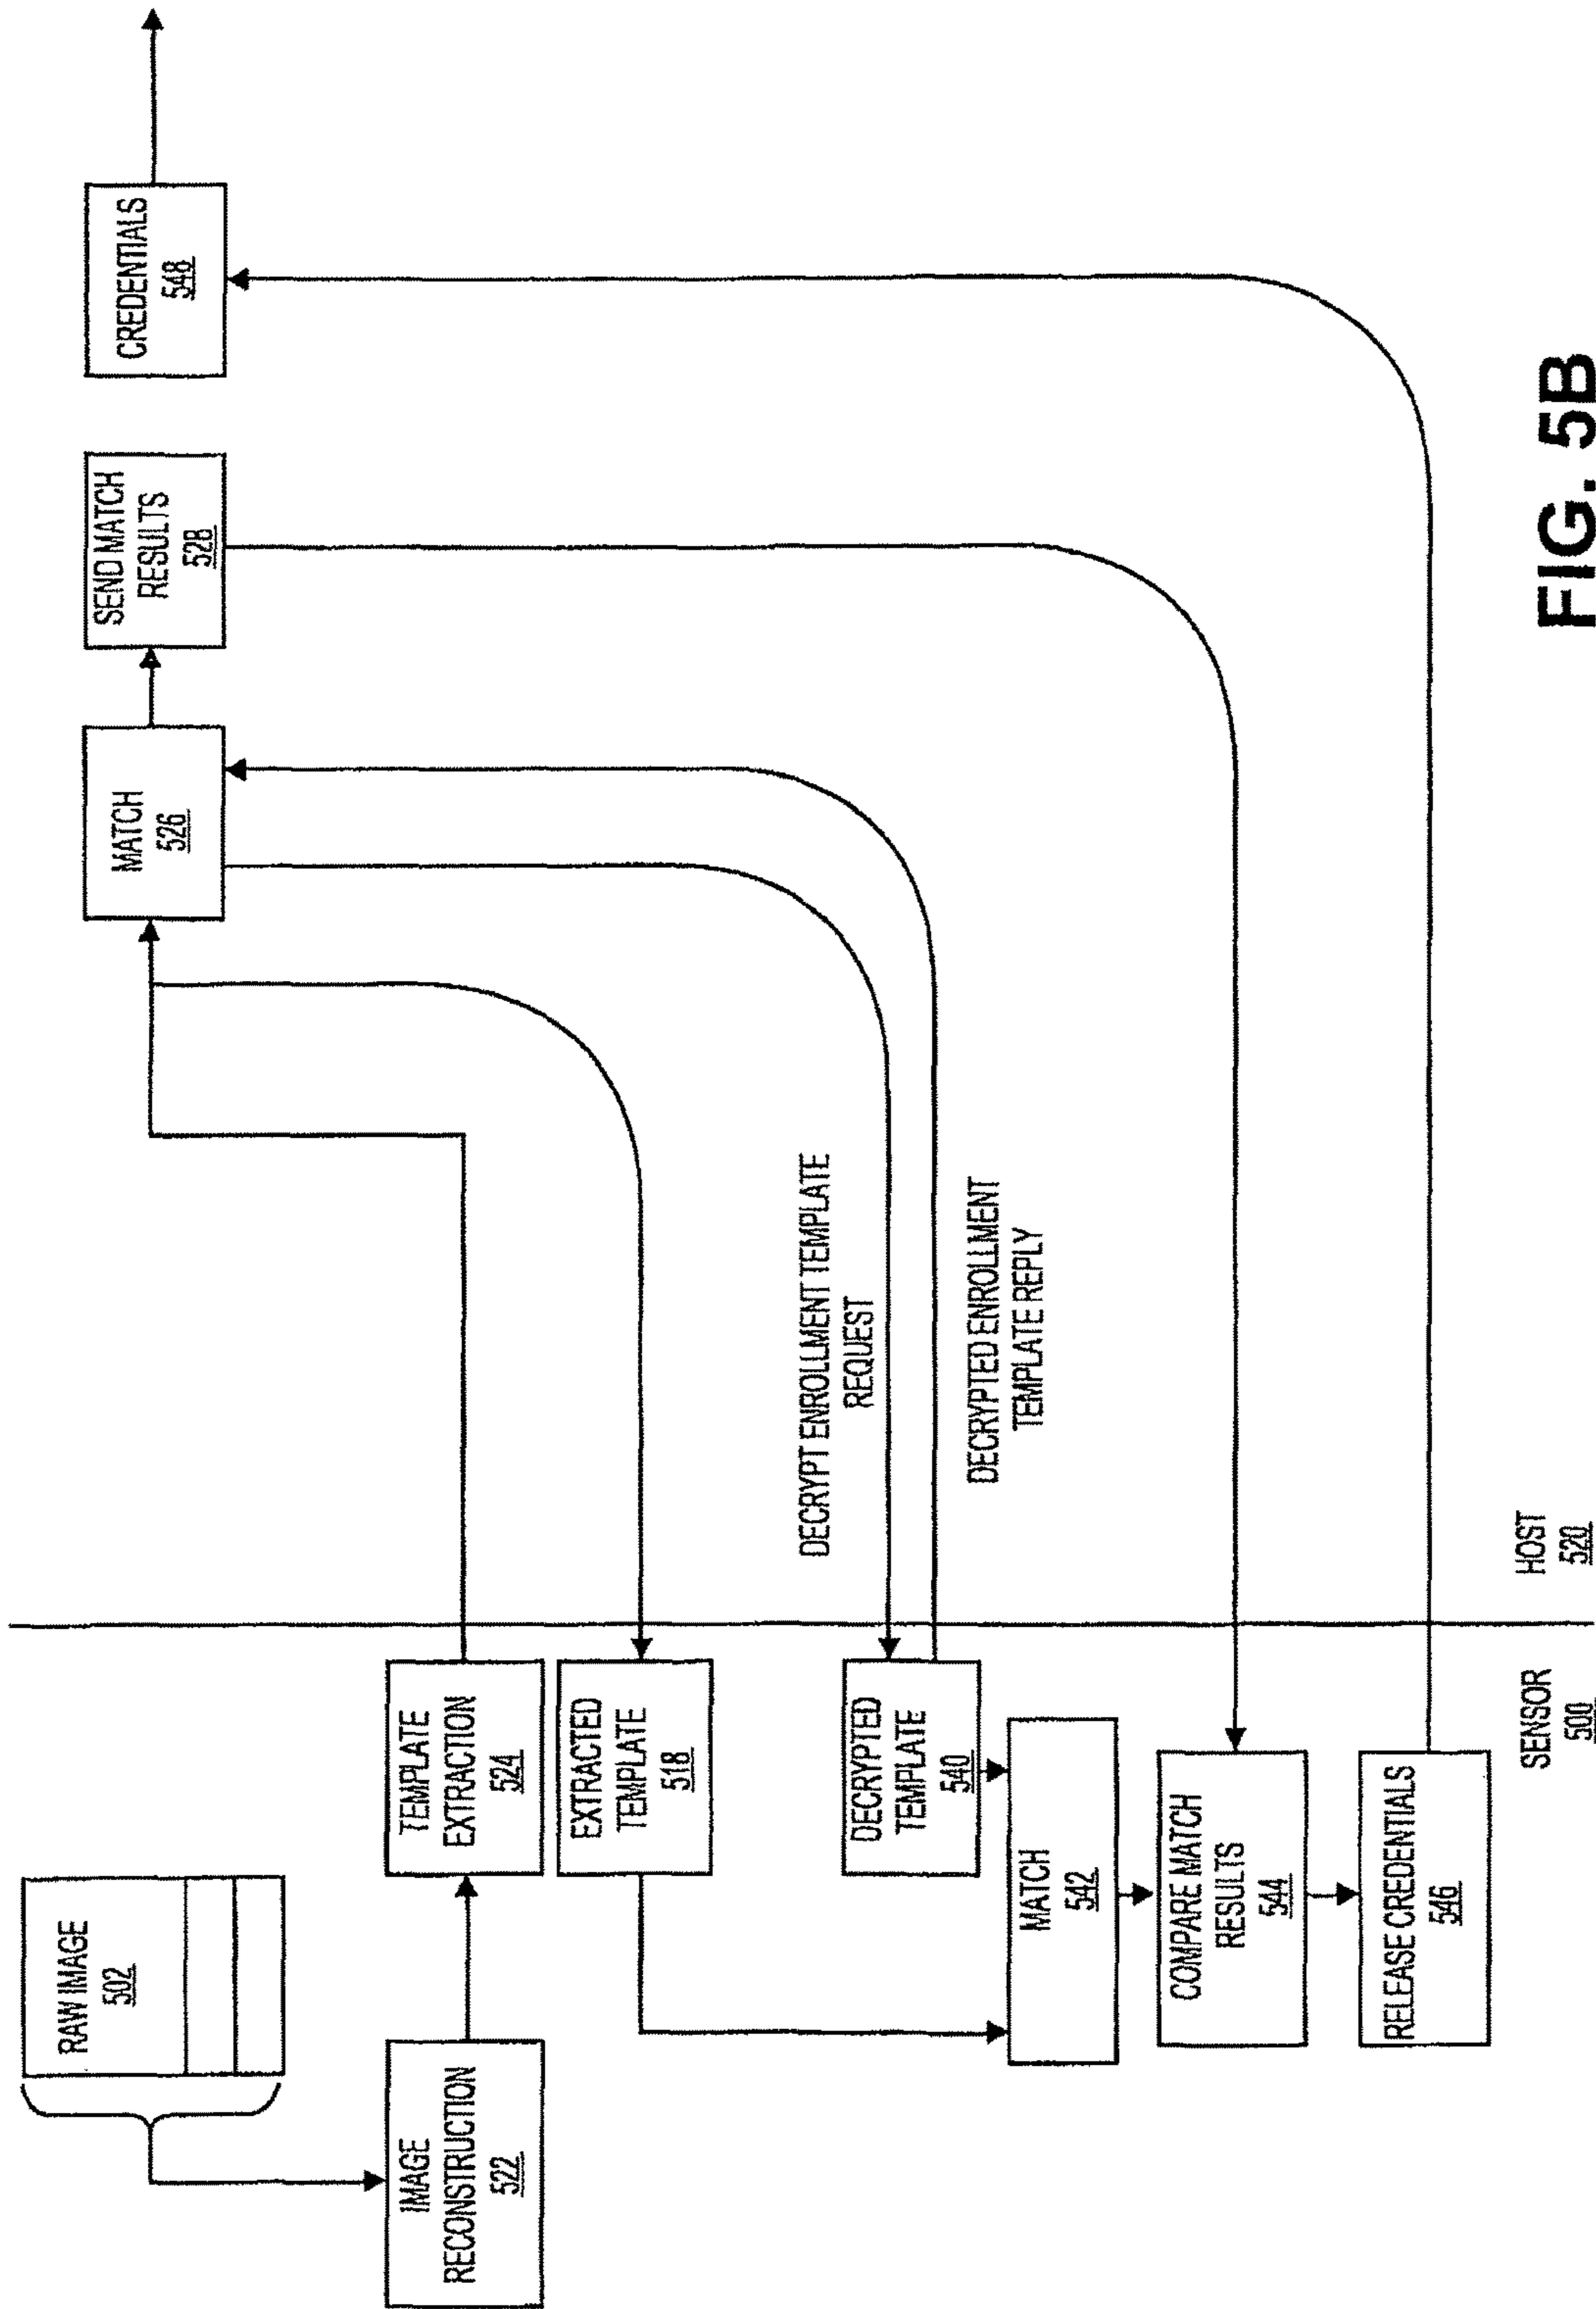 RAW IMAGE
502
IMAGE
RECONSTRUCTION
522
TEMPLATE
EXTRACTION
524
EXTRACTED
TEMPLATE
518
MATCH
526
SEND MATCH
RESULTS
528
CREDENTIALS
548
DECRYPT ENROLLMENT TEMPLATE
REQUEST
DECRYPTED ENROLLMENT
TEMPLATE REPLY
DECRYPTED
TEMPLATE
540
MATCH
542
COMPARE MATCH
RESULTS
544
RELEASE CREDENTIALS
546
SENSOR
500
HOST
520
FIG. 5B